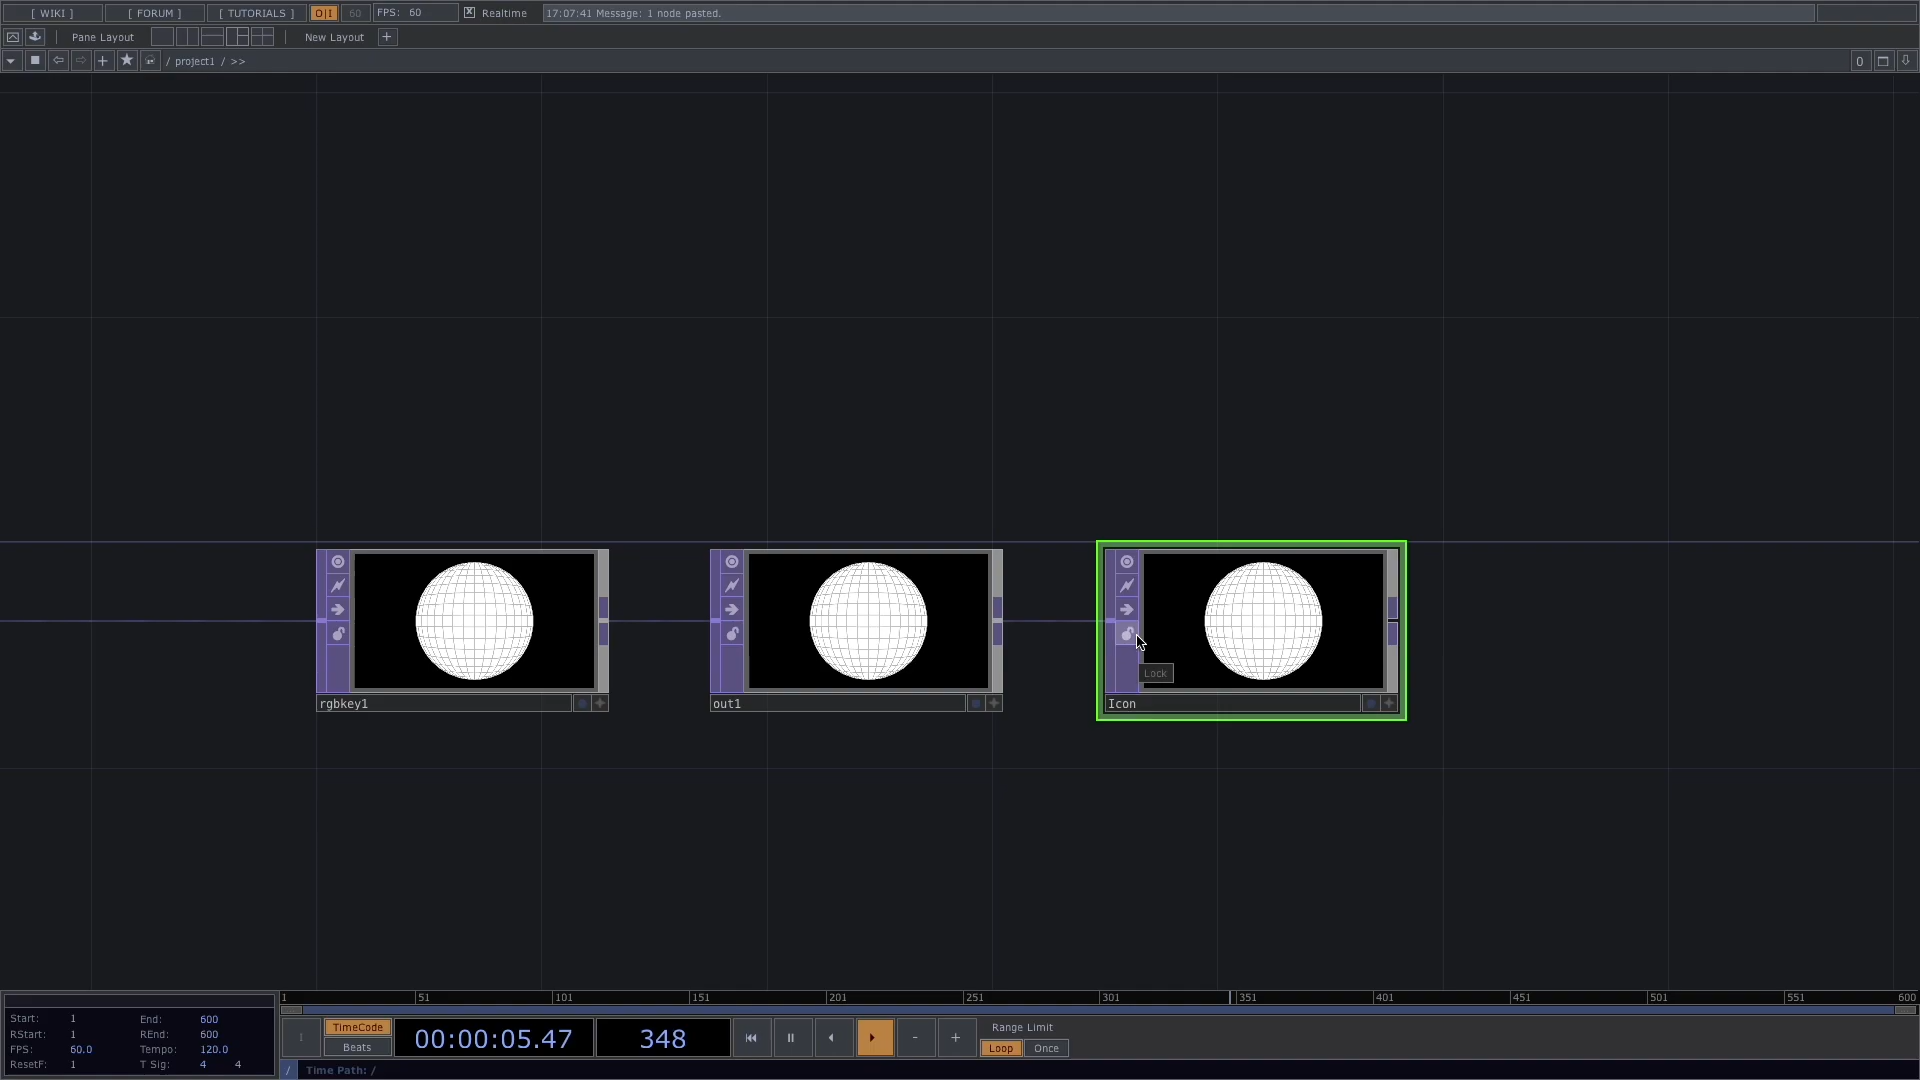 [ WIKI ] [ FORUM ] [ TUTORIALS ] O|I 60 FPS: 60 Realtime 17:07:41 Message: 1 node pasted.
Pane Layout New Layout +
/ project1 / >> 0
Lock
rgbkey1 out1 Icon
1 51 101 151 201 251 301 351 401 451 501 551 600
Start: 1 End: 600
RStart: 1 REnd: 600
FPS: 60.0 Tempo: 120.0
ResetF: 1 T Sig: 4 4
I TimeCode 00:00:05.47 348 - + Range Limit
Beats Loop Once
/ Time Path: /